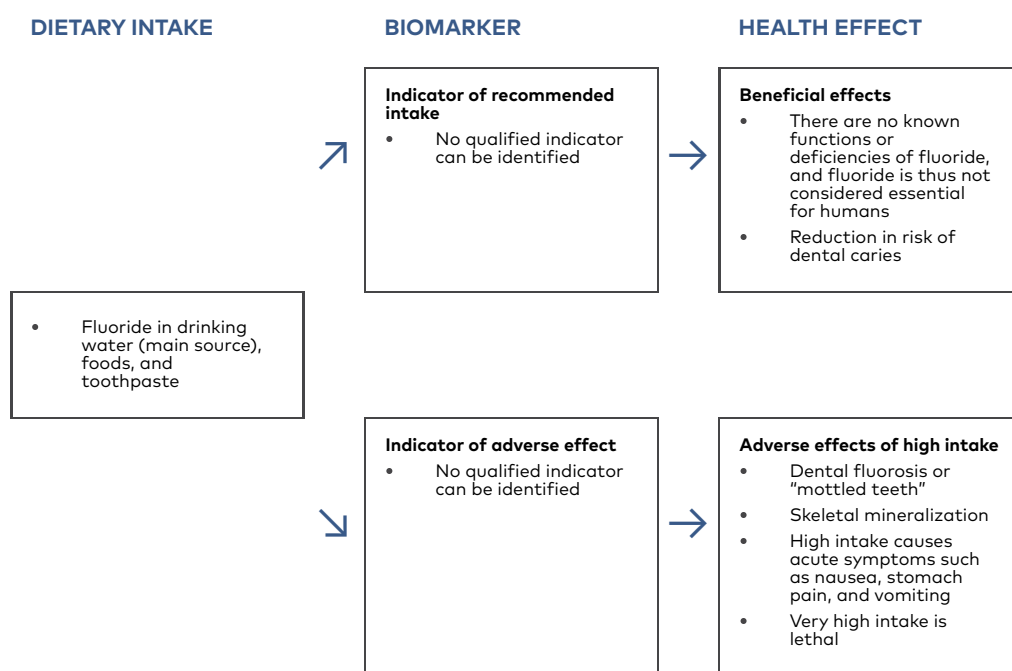 DIETARY INTAKE
BIOMARKER
HEALTH EFFECT
• Fluoride in drinking
water (main source),
foods, and
toothpaste
Indicator of recommended
intake
• No qualified indicator
can be identified
Beneficial effects
• There are no known
functions or
deficiencies of fluoride,
and fluoride is thus not
considered essential
for humans
• Reduction in risk of
dental caries
Indicator of adverse effect
• No qualified indicator
can be identified
Adverse effects of high intake
• Dental fluorosis or
“mottled teeth”
• Skeletal mineralization
• High intake causes
acute symptoms such
as nausea, stomach
pain, and vomiting
• Very high intake is
lethal